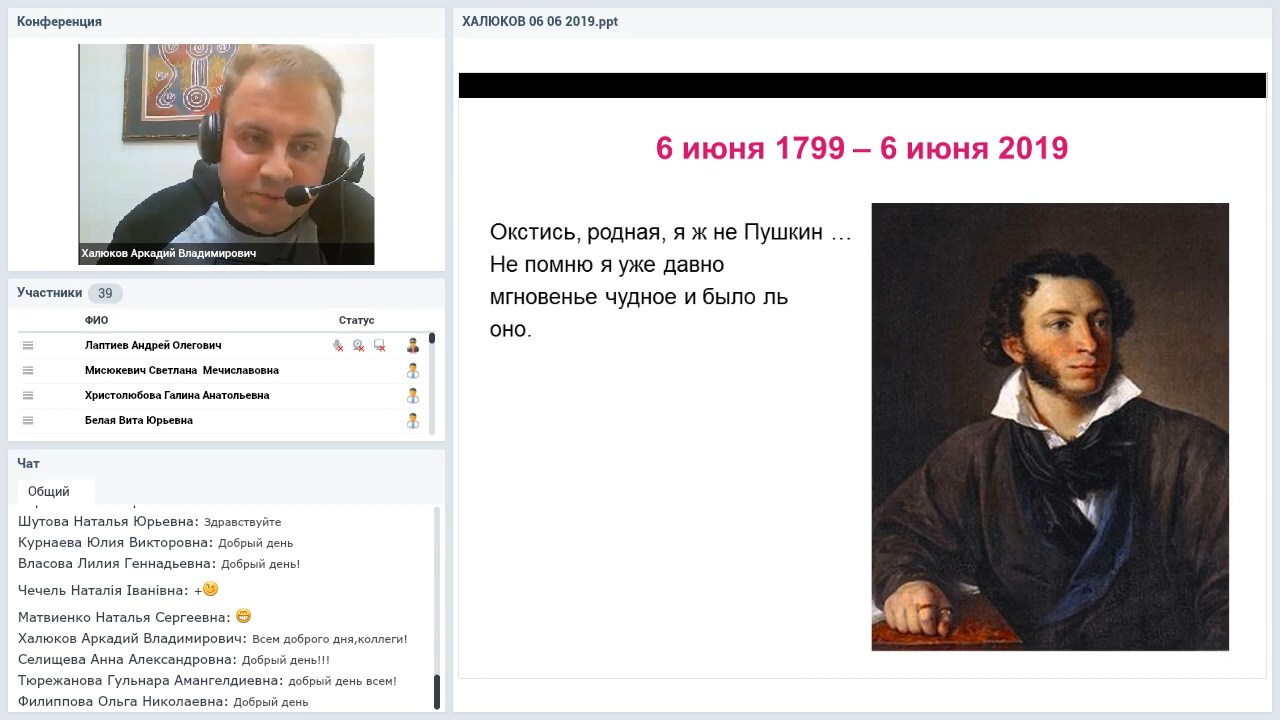 Конференция
Халюков Аркадий Владимирович
Участники 39
ФИО Статус
Лаптиев Андрей Олегович
Мисюкевич Светлана Мечиславовна
Христолюбова Галина Анатольевна
Белая Вита Юрьевна
Чат
Общий
Шутова Наталья Юрьевна: Здравствуйте
Курнаева Юлия Викторовна: Добрый день
Власова Лилия Геннадьевна: Добрый день!
Чечель Наталія Іванівна: +
Матвиенко Наталья Сергеевна:
Халюков Аркадий Владимирович: Всем доброго дня,коллеги!
Селищева Анна Александровна: Добрый день!!!
Тюрежанова Гульнара Амангелдиевна: добрый день всем!
Филиппова Ольга Николаевна: Добрый день
ХАЛЮКОВ 06 06 2019.ppt
6 июня 1799 – 6 июня 2019
Окстись, родная, я ж не Пушкин …
Не помню я уже давно
мгновенье чудное и было ль
оно.